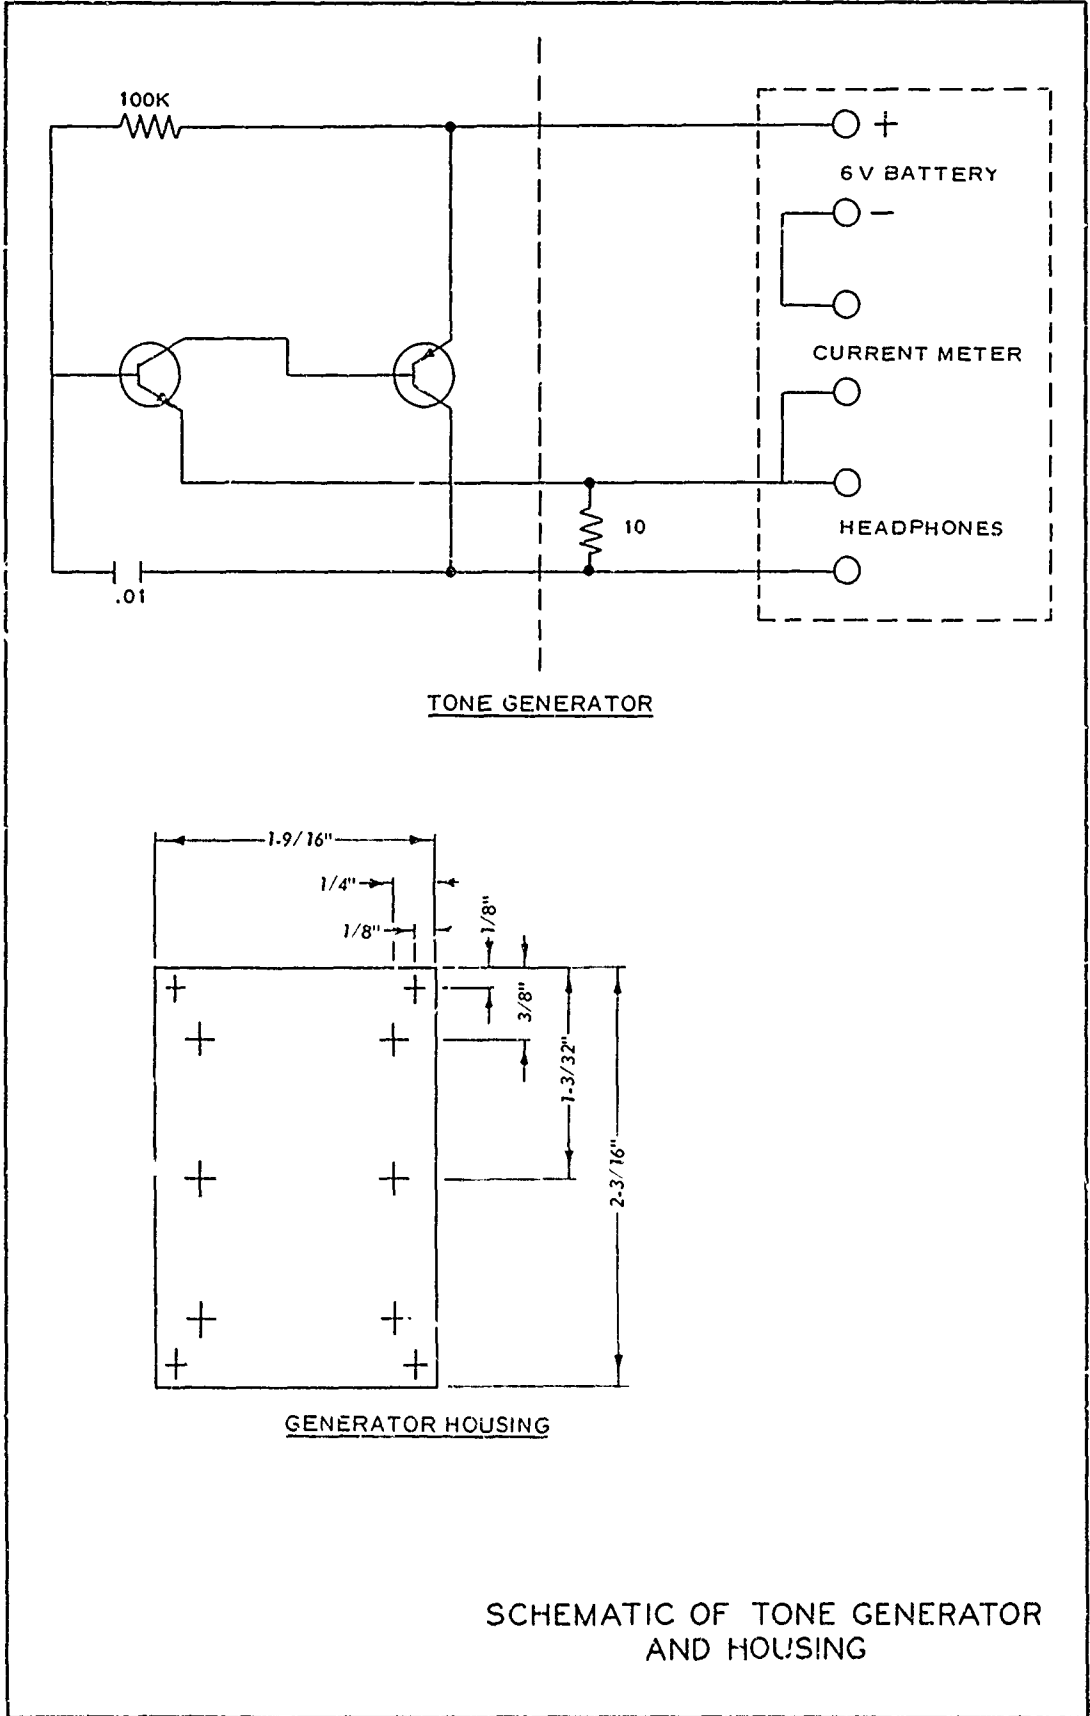 100K
+
6V BATTERY
−
CURRENT METER
10
HEADPHONES
.01
TONE GENERATOR
1-9/16"
1/4"
1/8"
1/8"
3/8"
1-3/32"
2-3/16"
GENERATOR HOUSING
SCHEMATIC OF TONE GENERATOR
AND HOUSING